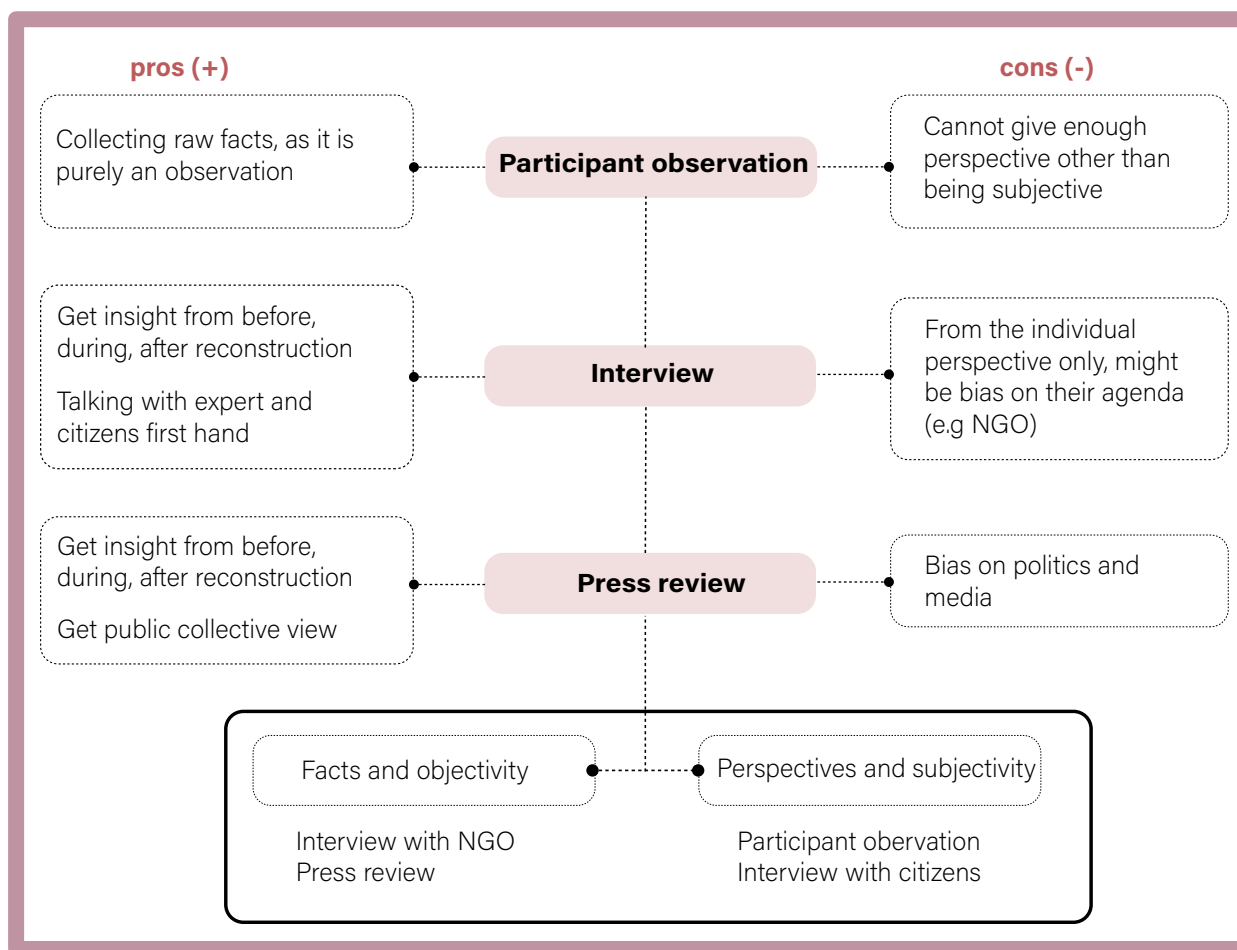 pros (+)
cons (-)
Collecting raw facts, as it is
purely an observation
Participant observation
Cannot give enough
perspective other than
being subjective
Get insight from before,
during, after reconstruction
Talking with expert and
citizens first hand
Interview
From the individual
perspective only, might
be bias on their agenda
(e.g NGO)
Get insight from before,
during, after reconstruction
Get public collective view
Press review
Bias on politics and
media
Facts and objectivity
Perspectives and subjectivity
Interview with NGO
Press review
Participant obervation
Interview with citizens